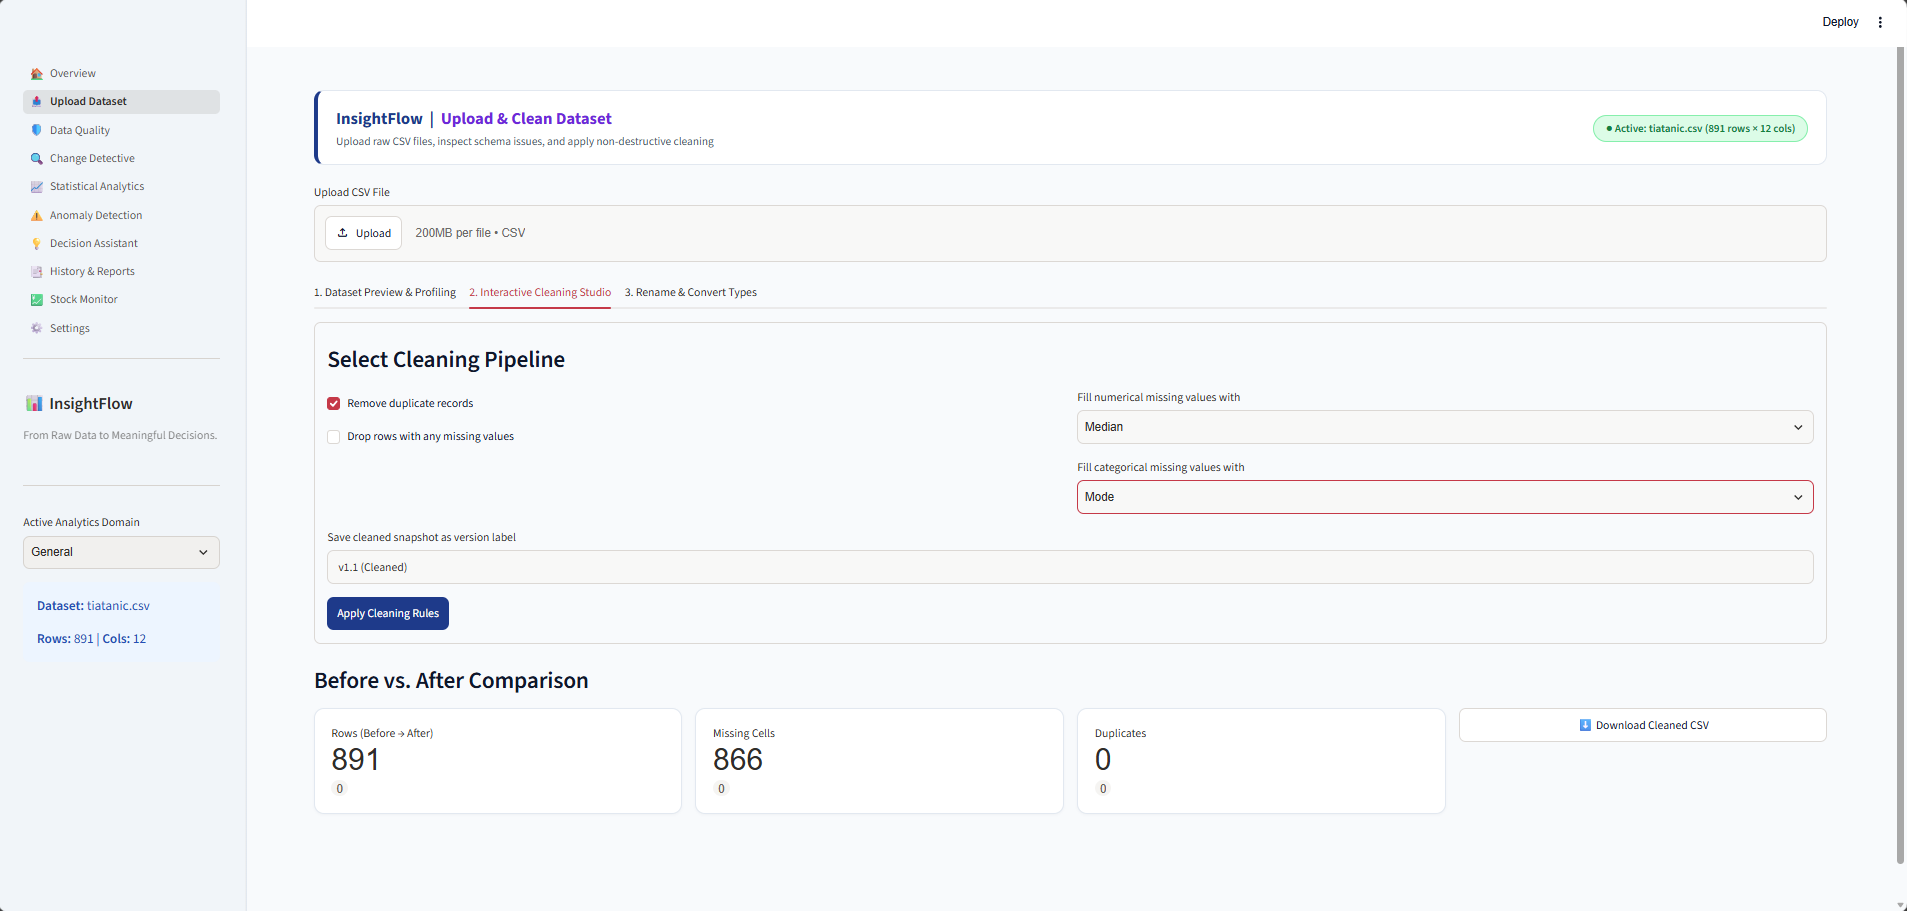 Deploy
Overview
Upload Dataset
Data Quality
Change Detective
Statistical Analytics
Anomaly Detection
Decision Assistant
History & Reports
Stock Monitor
Settings
InsightFlow
From Raw Data to Meaningful Decisions.
Active Analytics Domain
General
Dataset: tiatanic.csv
Rows: 891 | Cols: 12
InsightFlow | Upload & Clean Dataset
Upload raw CSV files, inspect schema issues, and apply non-destructive cleaning
Active: tiatanic.csv (891 rows × 12 cols)
Upload CSV File
Upload
200MB per file • CSV
1. Dataset Preview & Profiling
2. Interactive Cleaning Studio
3. Rename & Convert Types
Select Cleaning Pipeline
Remove duplicate records
Drop rows with any missing values
Fill numerical missing values with
Median
Fill categorical missing values with
Mode
Save cleaned snapshot as version label
v1.1 (Cleaned)
Apply Cleaning Rules
Before vs. After Comparison
Rows (Before → After)
891
0
Missing Cells
866
0
Duplicates
0
0
Download Cleaned CSV